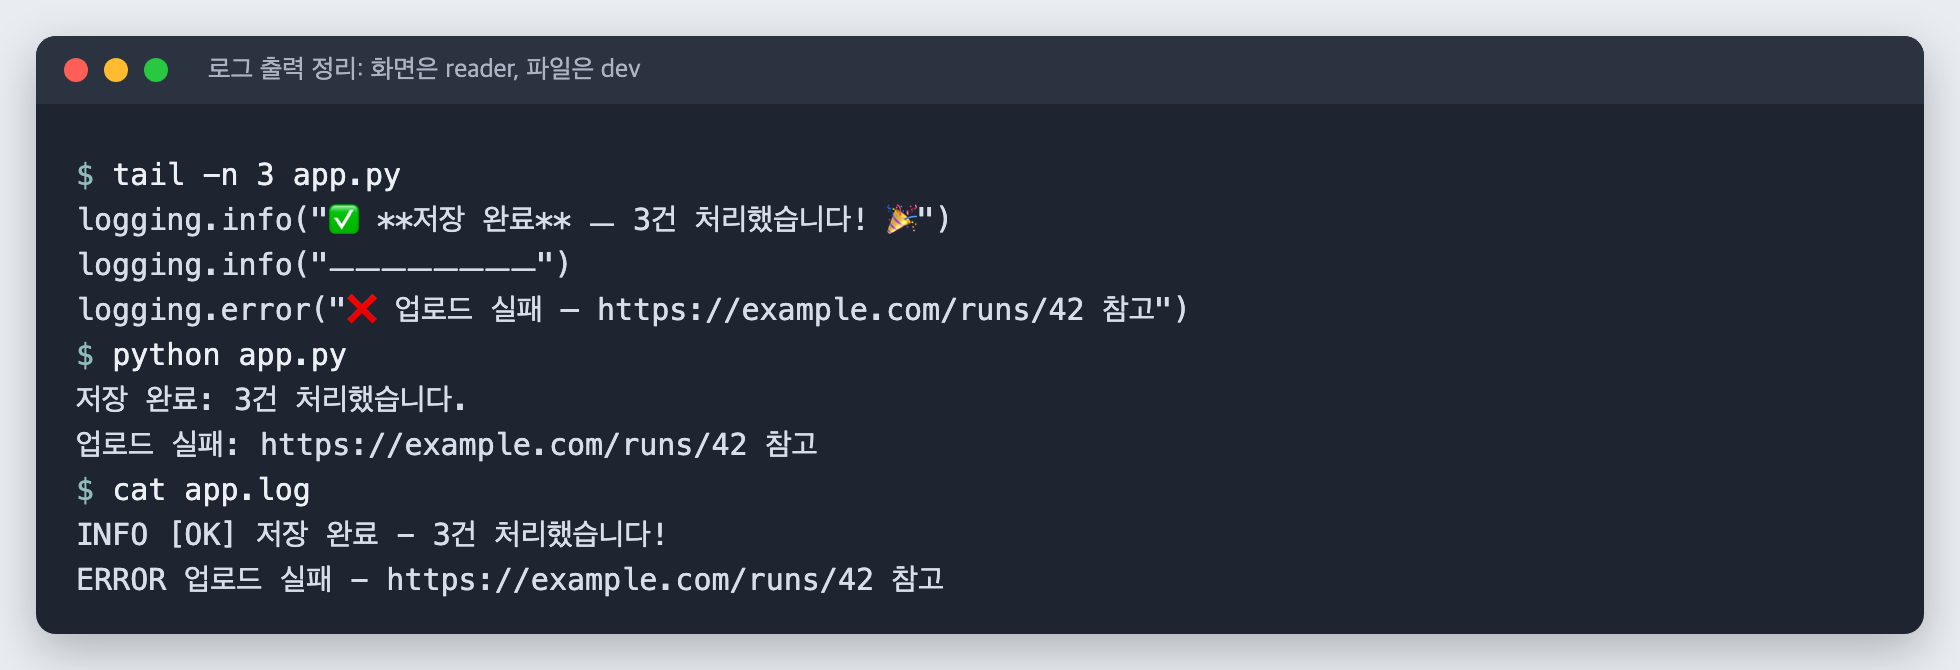 로그 출력 정리: 화면은 reader, 파일은 dev
$ tail -n 3 app.py
logging.info("✅ **저장 완료** — 3건 처리했습니다! 🎉")
logging.info("————————")
logging.error("❌ 업로드 실패 – https://example.com/runs/42 참고")
$ python app.py
저장 완료: 3건 처리했습니다.
업로드 실패: https://example.com/runs/42 참고
$ cat app.log
INFO [OK] 저장 완료 - 3건 처리했습니다!
ERROR 업로드 실패 - https://example.com/runs/42 참고